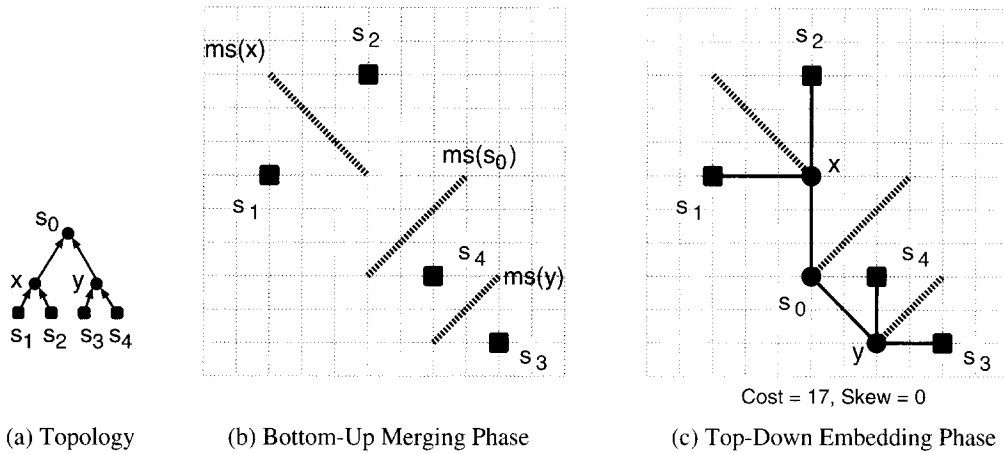 s0
x y
s1 s2 s3 s4
(a) Topology
s2
ms(x)
ms(s0)
s1
s4
ms(y)
s3
(b) Bottom-Up Merging Phase
s2
x
s1
s4
s0
y
s3
Cost = 17, Skew = 0
(c) Top-Down Embedding Phase